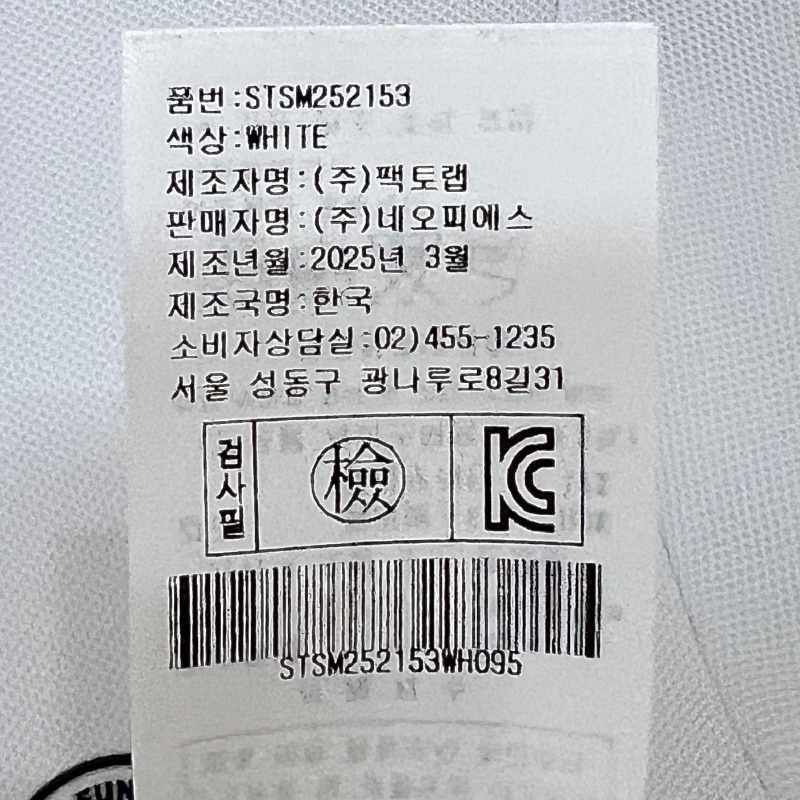 품번:STSM252153
색상:WHITE
제조자명:(주)팩토랩
판매자명:(주)네오피에스
제조년월:2025년 3월
제조국명:한국
소비자상담실:02)455-1235
서울 성동구 광나루로8길31
검사필
檢
KC
STSM252153WH095
FUN